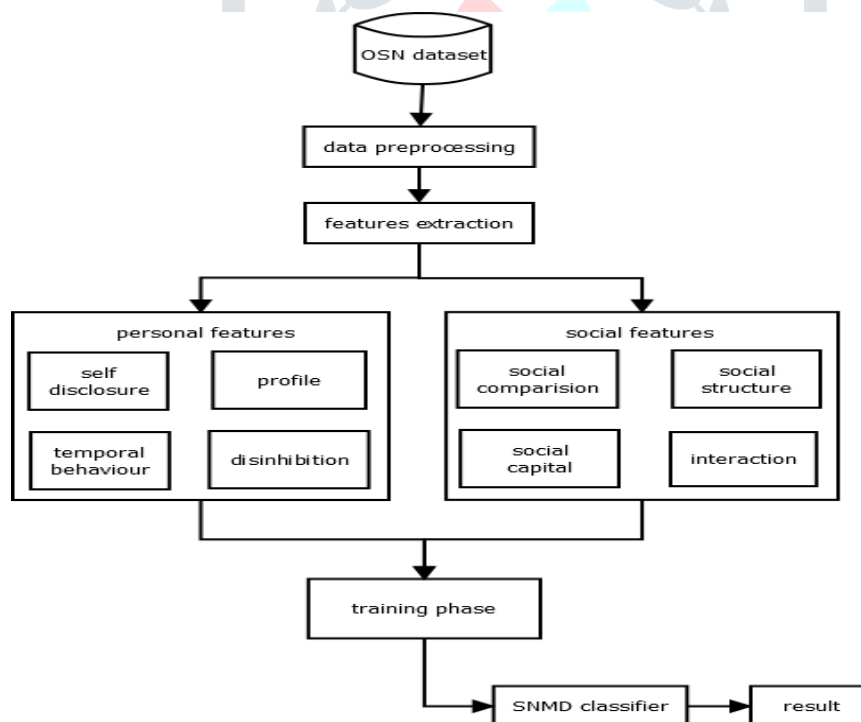 OSN dataset
data preprocessing
features extraction
personal features
self
disclosure
profile
temporal
behaviour
disinhibition
social features
social
comparision
social
structure
social
capital
interaction
training phase
SNMD classifier
result